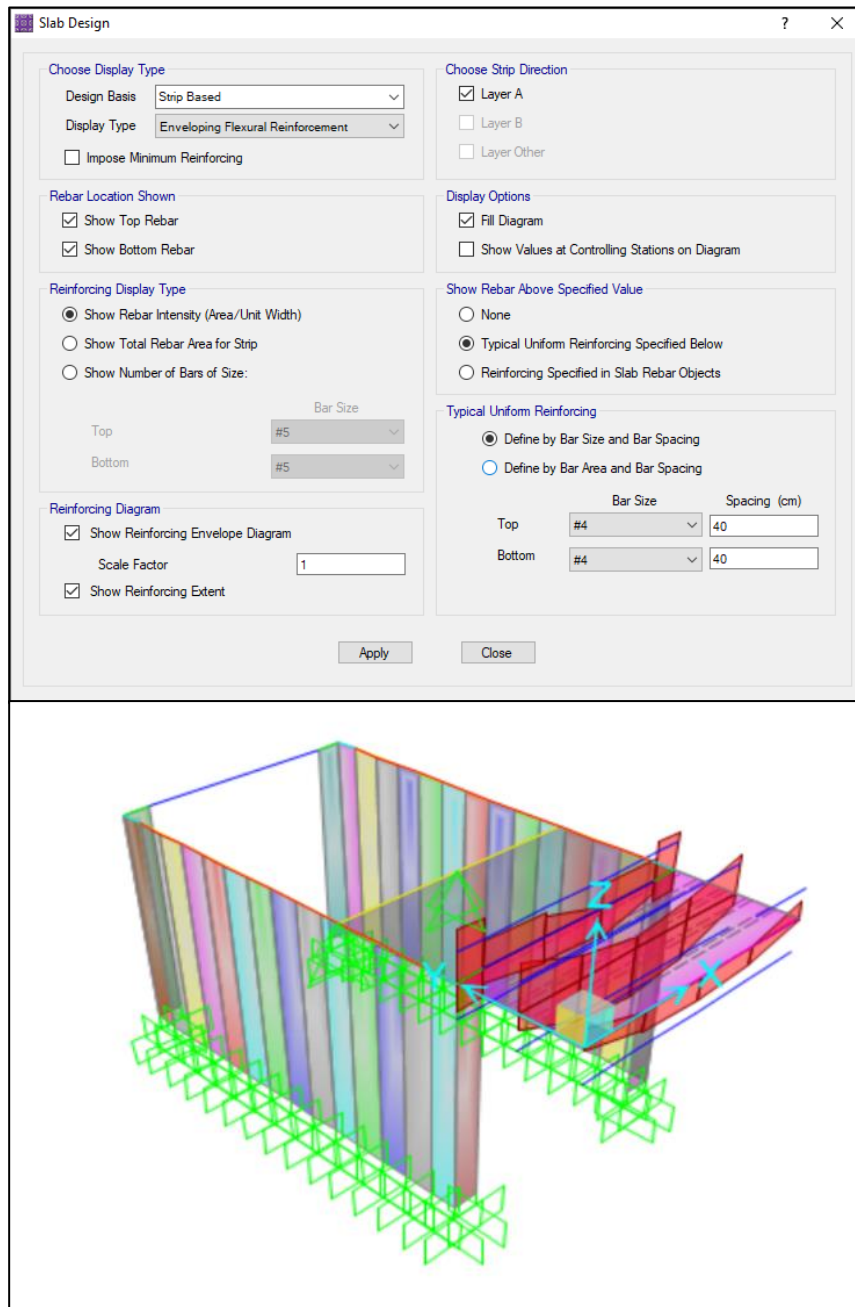 Slab Design
? ×
Choose Display Type
Design Basis Strip Based
Display Type Enveloping Flexural Reinforcement
Impose Minimum Reinforcing
Rebar Location Shown
Show Top Rebar
Show Bottom Rebar
Reinforcing Display Type
Show Rebar Intensity (Area/Unit Width)
Show Total Rebar Area for Strip
Show Number of Bars of Size:
Bar Size
Top #5
Bottom #5
Reinforcing Diagram
Show Reinforcing Envelope Diagram
Scale Factor 1
Show Reinforcing Extent
Choose Strip Direction
Layer A
Layer B
Layer Other
Display Options
Fill Diagram
Show Values at Controlling Stations on Diagram
Show Rebar Above Specified Value
None
Typical Uniform Reinforcing Specified Below
Reinforcing Specified in Slab Rebar Objects
Typical Uniform Reinforcing
Define by Bar Size and Bar Spacing
Define by Bar Area and Bar Spacing
Bar Size Spacing (cm)
Top #4 40
Bottom #4 40
Apply Close
Z
Y X